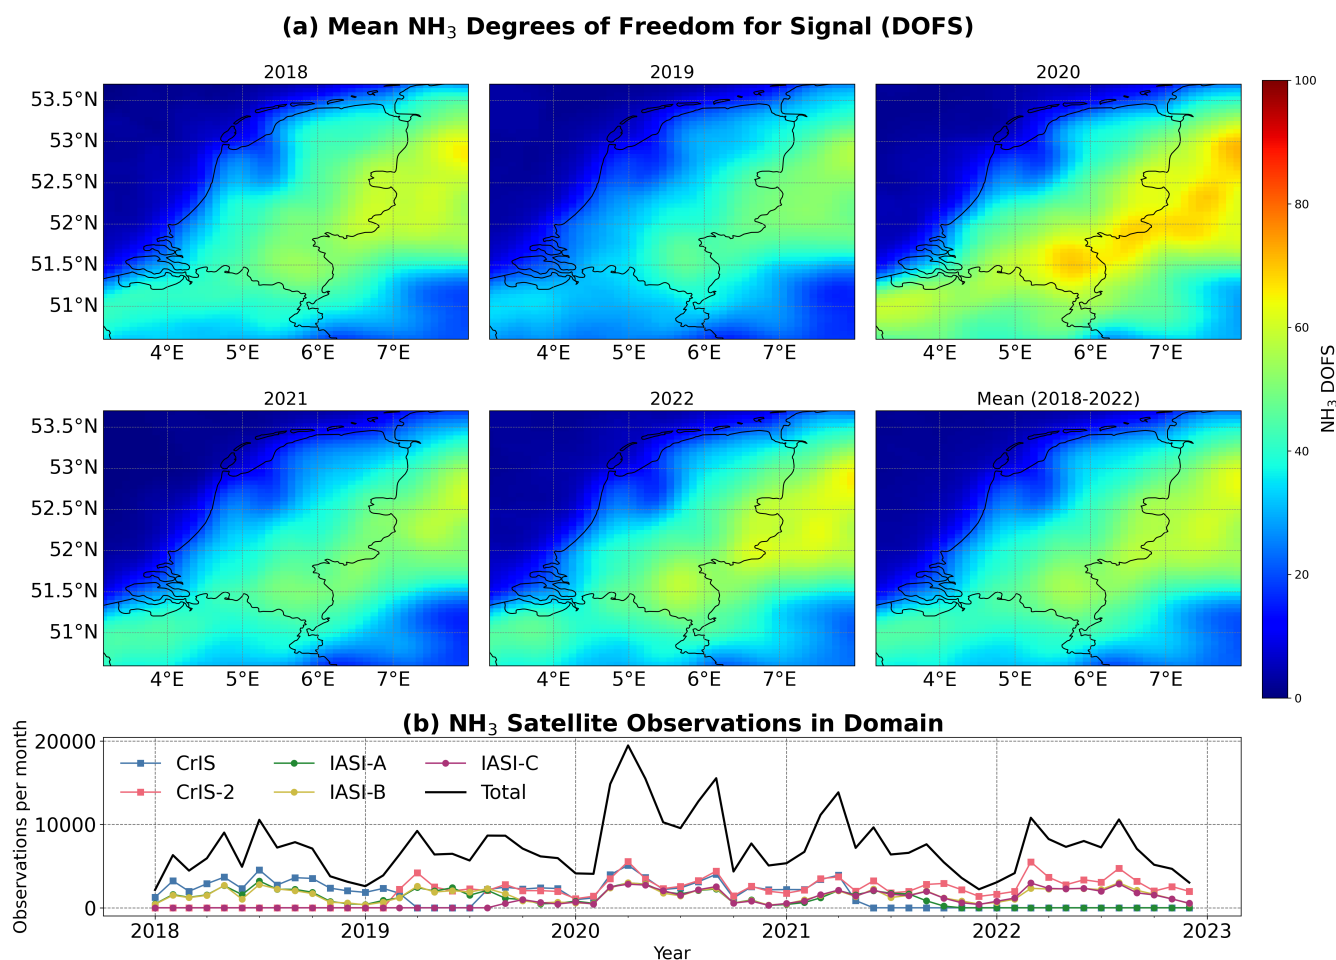 (a) Mean NH₃ Degrees of Freedom for Signal (DOFS)
2018
2019
2020
53.5°N
53°N
52.5°N
52°N
51.5°N
51°N
4°E 5°E 6°E 7°E
4°E 5°E 6°E 7°E
4°E 5°E 6°E 7°E
2021
2022
Mean (2018-2022)
53.5°N
53°N
52.5°N
52°N
51.5°N
51°N
4°E 5°E 6°E 7°E
4°E 5°E 6°E 7°E
4°E 5°E 6°E 7°E
100
80
60
40
20
0
NH₃ DOFS
(b) NH₃ Satellite Observations in Domain
Observations per month
20000
10000
0
CrIS
CrIS-2
IASI-A
IASI-B
IASI-C
Total
2018 2019 2020 2021 2022 2023
Year